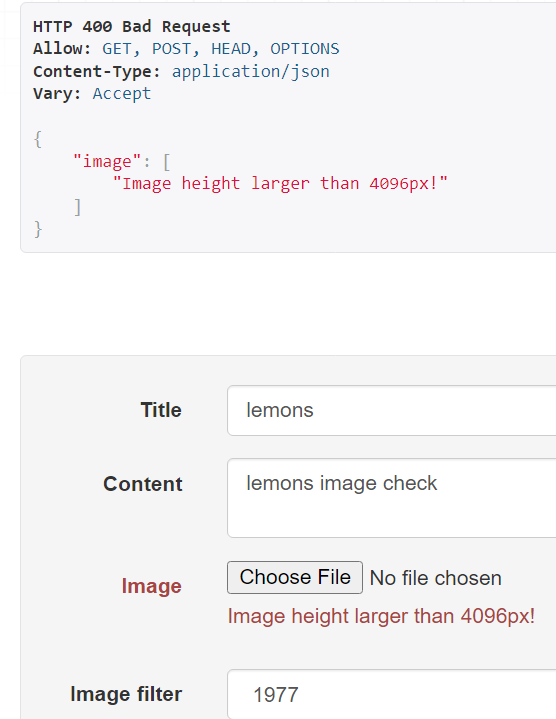 HTTP 400 Bad Request
Allow: GET, POST, HEAD, OPTIONS
Content-Type: application/json
Vary: Accept
{
"image": [
"Image height larger than 4096px!"
]
}
Title
lemons
Content
lemons image check
Image
Choose File No file chosen
Image height larger than 4096px!
Image filter
1977